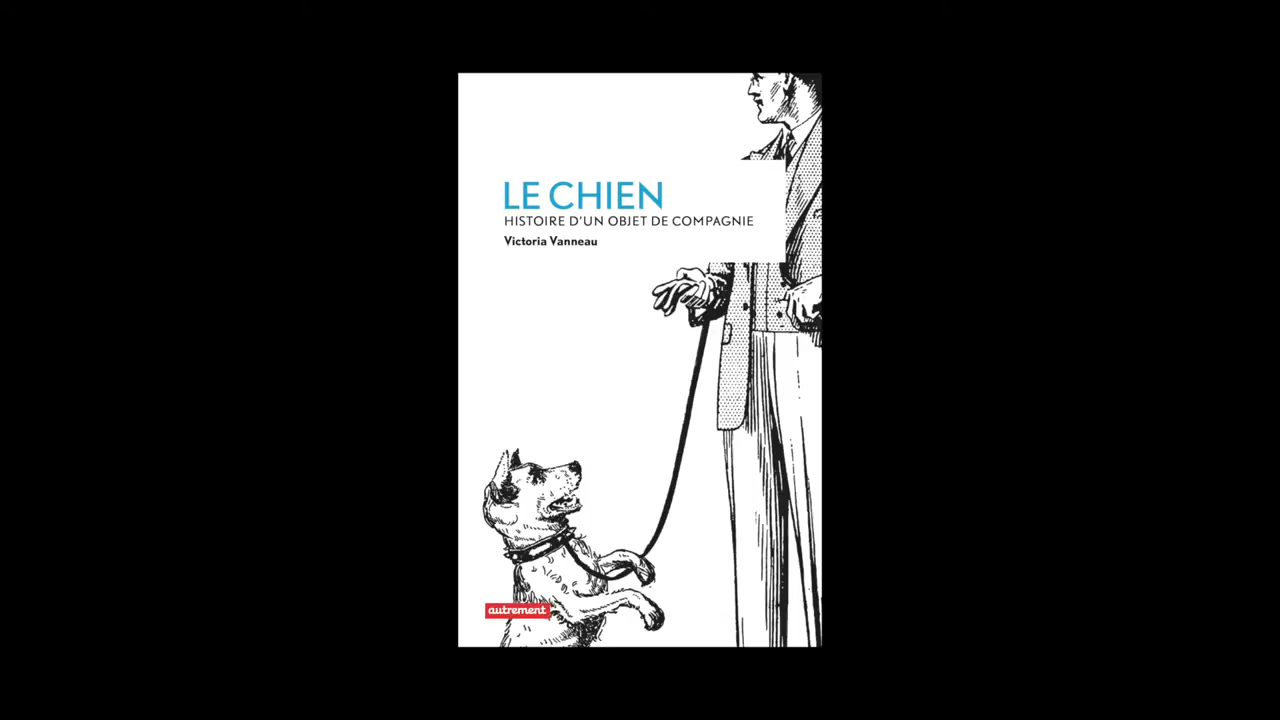 LE CHIEN
HISTOIRE D'UN OBJET DE COMPAGNIE
Victoria Vanneau
autrement